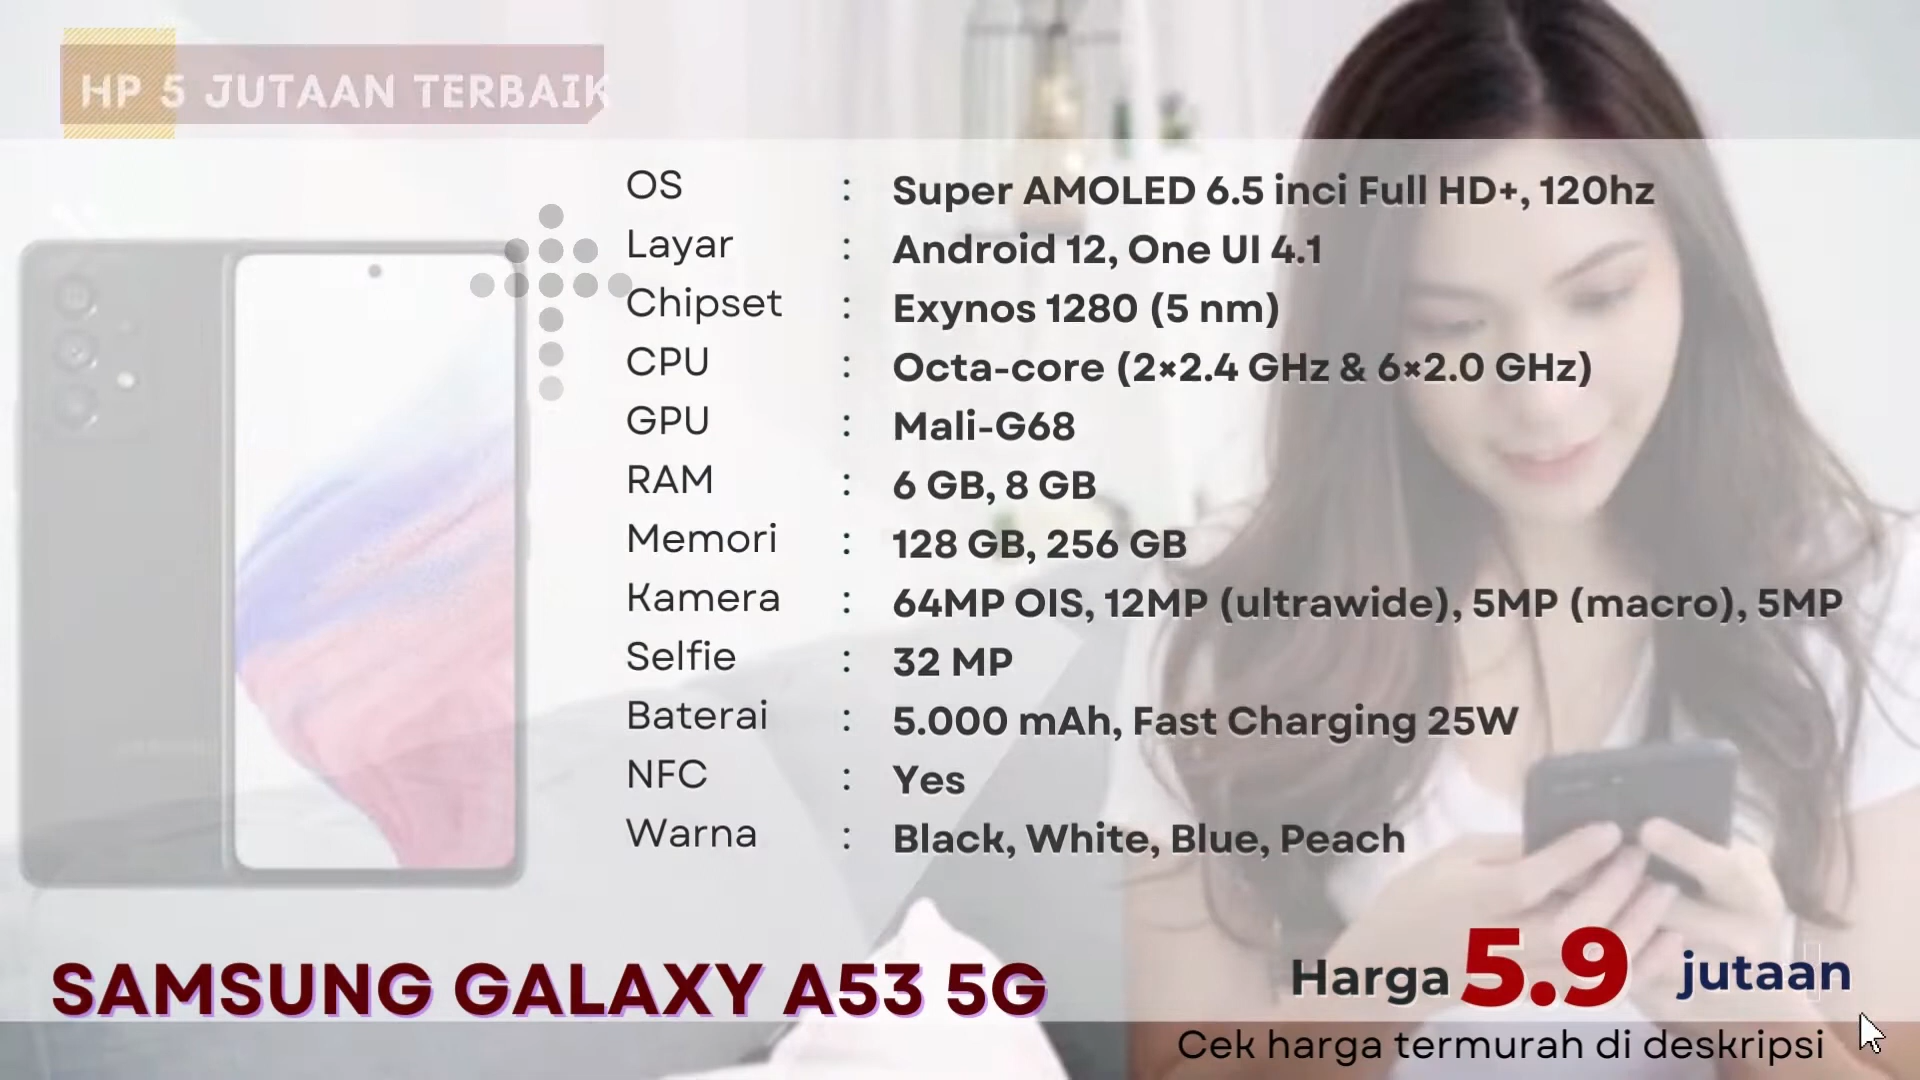 HP 5 JUTAAN TERBAIK
OS : Super AMOLED 6.5 inci Full HD+, 120hz
Layar : Android 12, One UI 4.1
Chipset : Exynos 1280 (5 nm)
CPU : Octa-core (2×2.4 GHz & 6×2.0 GHz)
GPU : Mali-G68
RAM : 6 GB, 8 GB
Memori : 128 GB, 256 GB
Kamera : 64MP OIS, 12MP (ultrawide), 5MP (macro), 5MP
Selfie : 32 MP
Baterai : 5.000 mAh, Fast Charging 25W
NFC : Yes
Warna : Black, White, Blue, Peach
SAMSUNG GALAXY A53 5G
Harga 5.9 jutaan
Cek harga termurah di deskripsi